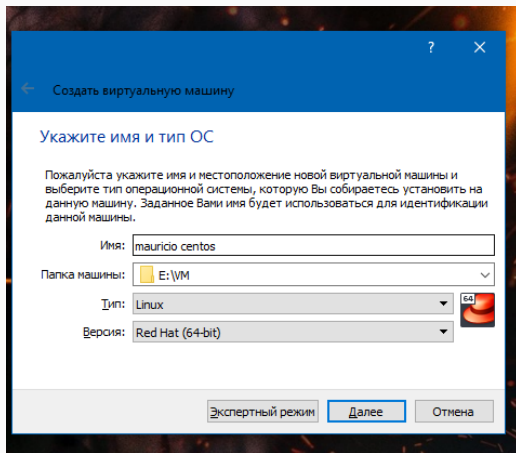 ?
Создать виртуальную машину
Укажите имя и тип ОС
Пожалуйста укажите имя и местоположение новой виртуальной машины и
выберите тип операционной системы, которую Вы собираетесь установить на
данную машину. Заданное Вами имя будет использоваться для идентификации
данной машины.
Имя: mauricio centos
Папка машины: E:\VM
Тип: Linux
64
Версия: Red Hat (64-bit)
Экспертный режим Далее Отмена